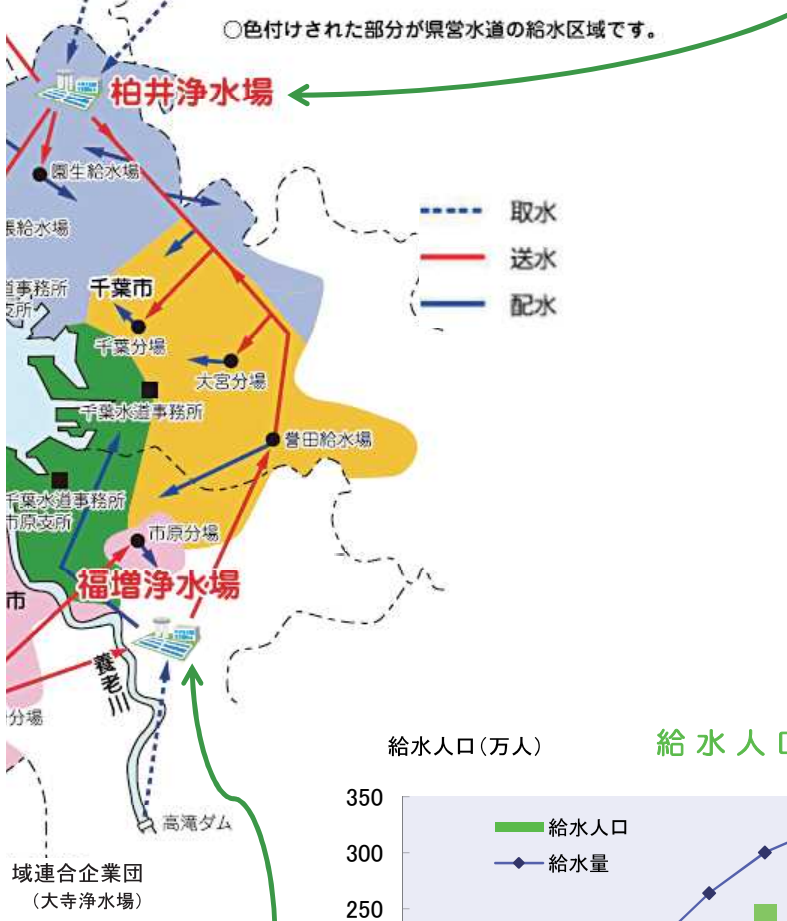 ○色付けされた部分が県営水道の給水区域です。
柏井浄水場
園生給水場
張給水場
取水
送水
配水
道事務所
支所
千葉市
千葉分場
大宮分場
千葉水道事務所
誉田給水場
千葉水道事務所
市原支所
市原分場
福増浄水場
市
養老川
分場
高滝ダム
域連合企業団
（大寺浄水場）
給水人口(万人)
給水人口
350
300
250
給水人口
給水量